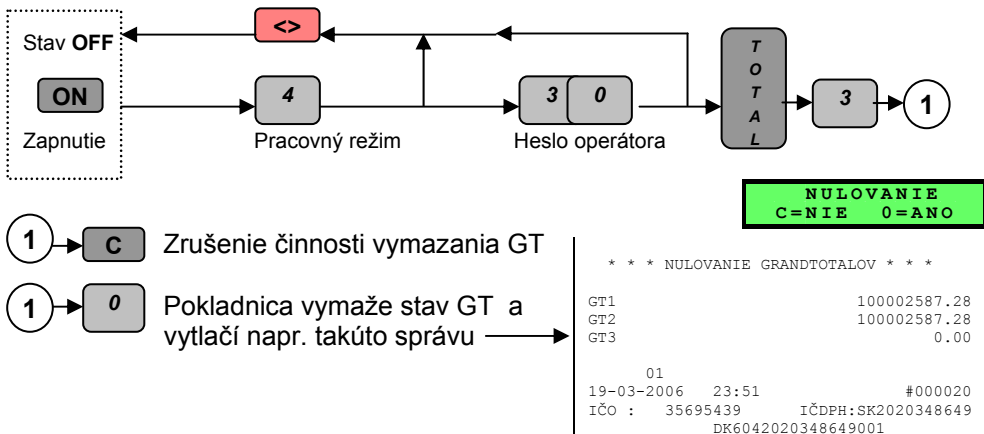 <>
Stav OFF
ON
4
3 0
TOTAL
3
1
Zapnutie
Pracovný režim
Heslo operátora
NULOVANIE
C=NIE 0=ANO
1
C
Zrušenie činnosti vymazania GT
1
0
Pokladnica vymaže stav GT a
vytlačí napr. takúto správu
* * * NULOVANIE GRANDTOTALOV * * *
GT1 100002587.28
GT2 100002587.28
GT3 0.00
01
19-03-2006 23:51 #000020
IČO : 35695439 IČDPH:SK2020348649
DK6042020348649001